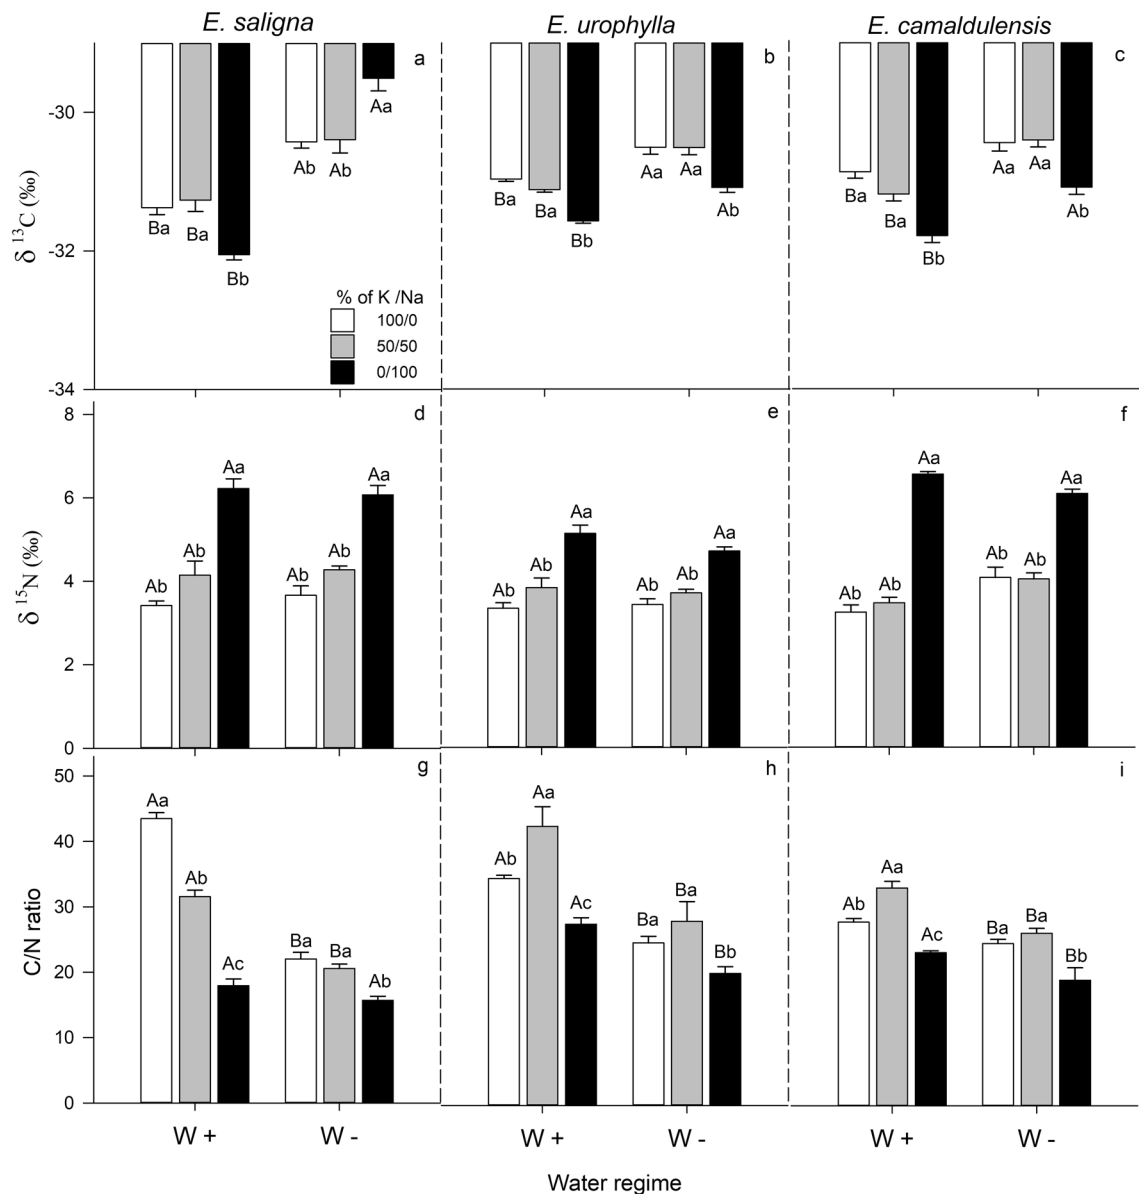 E. saligna
E. urophylla
E. camaldulensis
a
b
c
-30
-32
-34
δ 13C (‰)
Aa
Ab Ab
Ba Ba
Bb
Aa Aa
Ba Ba
Ab
Bb
Aa Aa
Ba
Ba
Ab
Bb
% of K /Na
100/0
50/50
0/100
d
e
f
8
6
4
2
0
δ 15N (‰)
Ab Ab Aa
Ab Ab Aa
Ab Ab Aa
Ab Ab Aa
Ab Ab Aa
Ab Ab Aa
g
h
i
50
40
30
20
10
0
C/N ratio
Aa Ab Ac
Ba Ba Ab
Ab Aa Ac
Ba Ba Bb
Ab Aa Ac
Ba Ba Bb
W + W - W + W - W + W -
Water regime